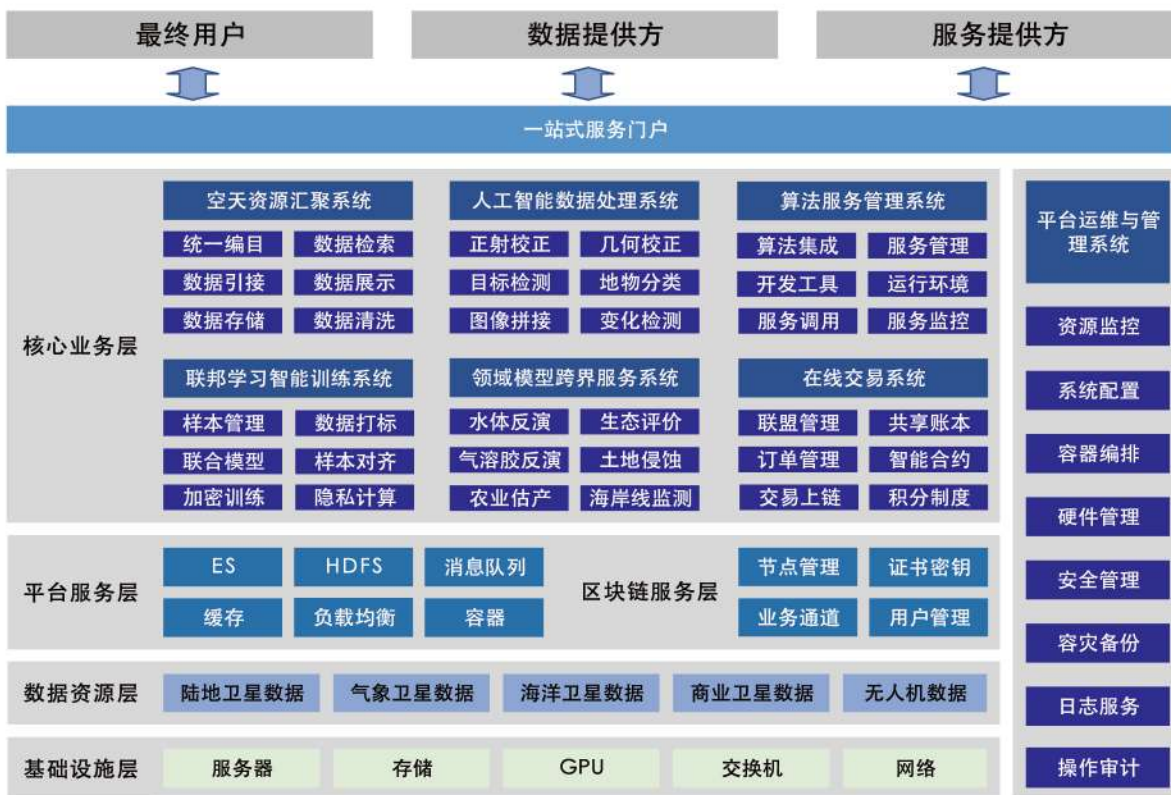 最终用户
数据提供方
服务提供方
一站式服务门户
核心业务层
空天资源汇聚系统
统一编目 数据检索
数据引接 数据展示
数据存储 数据清洗
人工智能数据处理系统
正射校正 几何校正
目标检测 地物分类
图像拼接 变化检测
算法服务管理系统
算法集成 服务管理
开发工具 运行环境
服务调用 服务监控
联邦学习智能训练系统
样本管理 数据打标
联合模型 样本对齐
加密训练 隐私计算
领域模型跨界服务系统
水体反演 生态评价
气溶胶反演 土地侵蚀
农业估产 海岸线监测
在线交易系统
联盟管理 共享账本
订单管理 智能合约
交易上链 积分制度
平台服务层
ES HDFS 消息队列
缓存 负载均衡 容器
区块链服务层
节点管理 证书密钥
业务通道 用户管理
数据资源层
陆地卫星数据 气象卫星数据 海洋卫星数据 商业卫星数据 无人机数据
基础设施层
服务器 存储 GPU 交换机 网络
平台运维与管
理系统
资源监控
系统配置
容器编排
硬件管理
安全管理
容灾备份
日志服务
操作审计